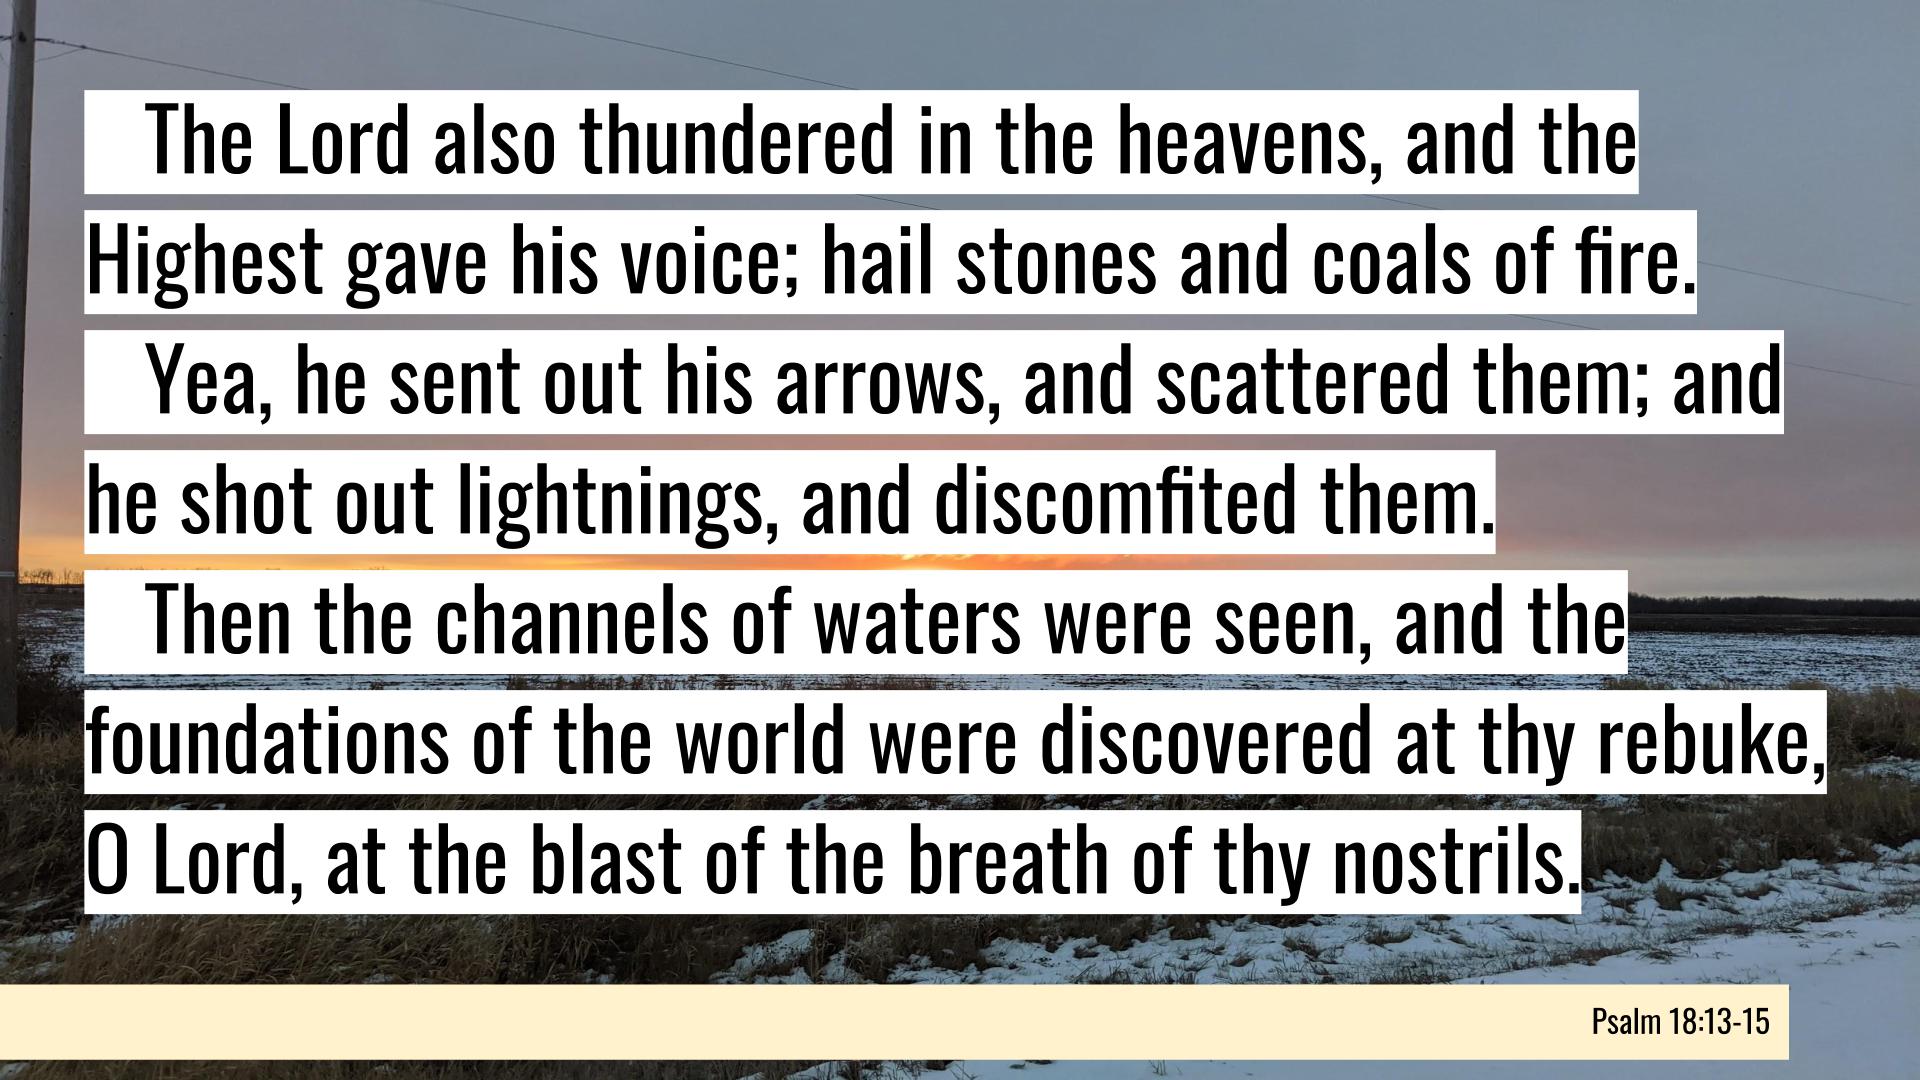 The Lord also thundered in the heavens, and the
Highest gave his voice; hail stones and coals of fire.
Yea, he sent out his arrows, and scattered them; and
he shot out lightnings, and discomfited them.
Then the channels of waters were seen, and the
foundations of the world were discovered at thy rebuke,
O Lord, at the blast of the breath of thy nostrils.
Psalm 18:13-15